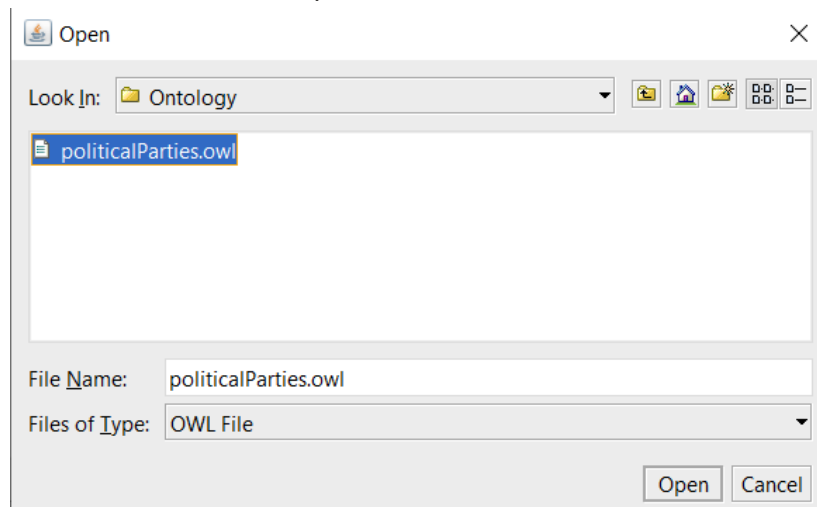 Open
Look In: Ontology
politicalParties.owl
File Name: politicalParties.owl
Files of Type: OWL File
Open Cancel